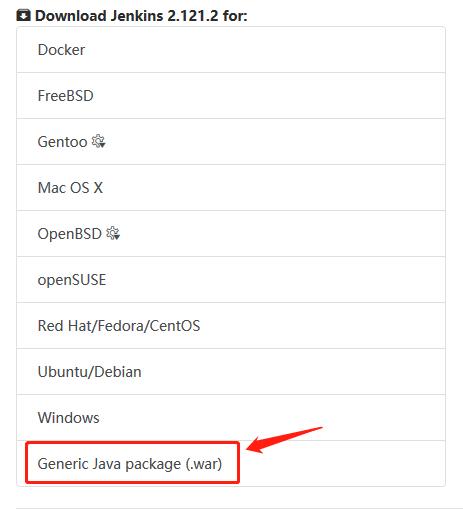 Download Jenkins 2.121.2 for:
Docker
FreeBSD
Gentoo
Mac OS X
OpenBSD
openSUSE
Red Hat/Fedora/CentOS
Ubuntu/Debian
Windows
Generic Java package (.war)